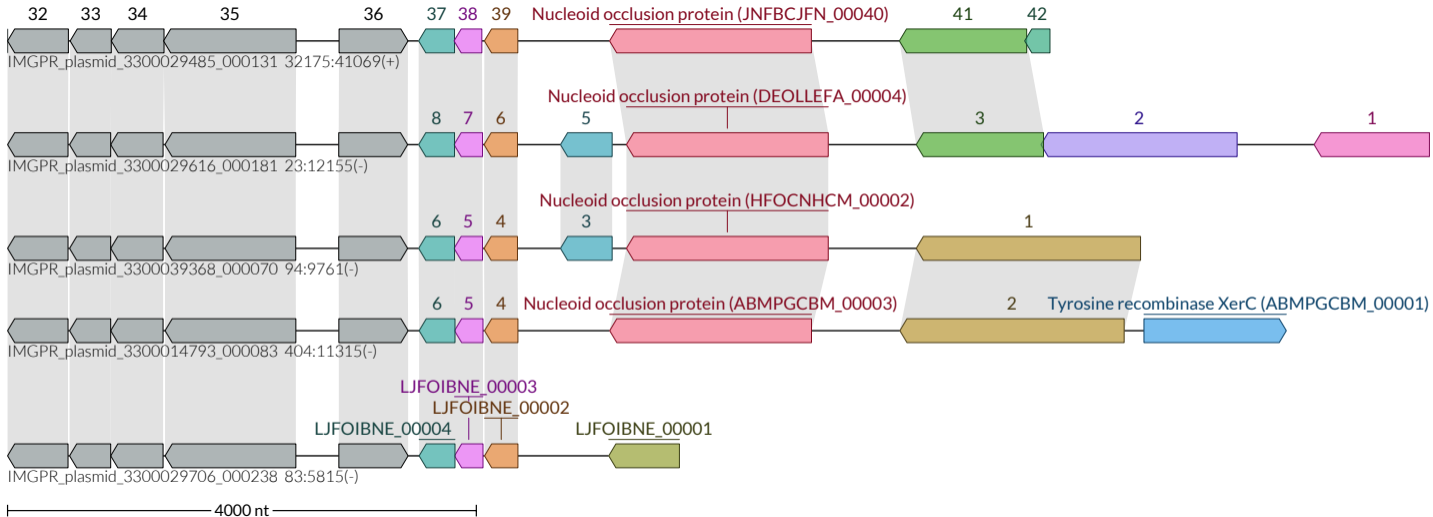 32 33 34 35 36 37 38 39 Nucleoid occlusion protein (JNFBCJFN_00040) 41 42
IMGPR_plasmid_3300029485_000131 32175:41069(+)
Nucleoid occlusion protein (DEOLLEFA_00004)
8 7 6 5 3 2 1
IMGPR_plasmid_3300029616_000181 23:12155(-)
Nucleoid occlusion protein (HFOCNHCM_00002)
6 5 4 3 1
IMGPR_plasmid_3300039368_000070 94:9761(-)
6 5 4 Nucleoid occlusion protein (ABMPGCBM_00003) 2 Tyrosine recombinase XerC (ABMPGCBM_00001)
IMGPR_plasmid_3300014793_000083 404:11315(-)
LJFOIBNE_00003
LJFOIBNE_00002
LJFOIBNE_00004 LJFOIBNE_00001
IMGPR_plasmid_3300029706_000238 83:5815(-)
4000 nt